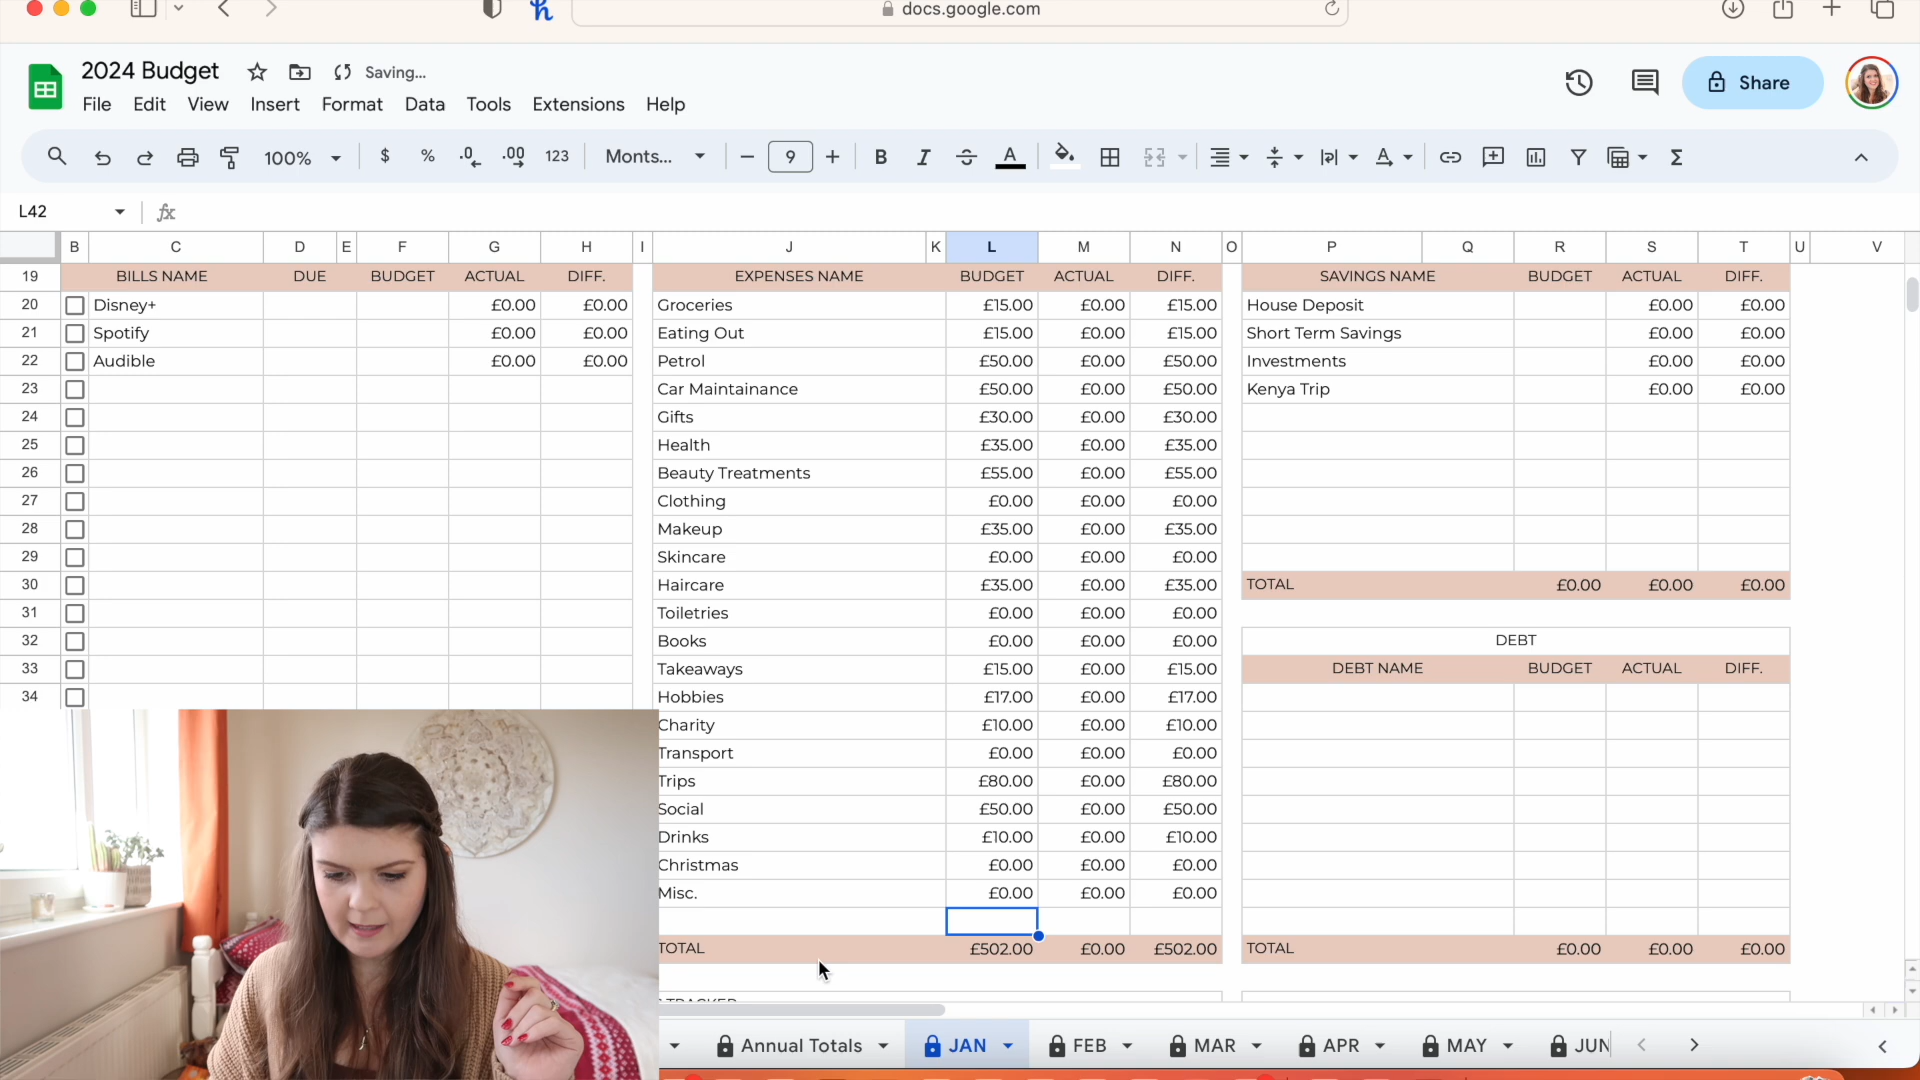 docs.google.com
2024 Budget Saving...
File Edit View Insert Format Data Tools Extensions Help
Share
100% $ % .0 .00 123 Monts... 9 B I A
L42 fx
B C D E F G H I J K L M N O P Q R S T U V
19 BILLS NAME DUE BUDGET ACTUAL DIFF. EXPENSES NAME BUDGET ACTUAL DIFF. SAVINGS NAME BUDGET ACTUAL DIFF.
20 Disney+ £0.00 £0.00 Groceries £15.00 £0.00 £15.00 House Deposit £0.00 £0.00
21 Spotify £0.00 £0.00 Eating Out £15.00 £0.00 £15.00 Short Term Savings £0.00 £0.00
22 Audible £0.00 £0.00 Petrol £50.00 £0.00 £50.00 Investments £0.00 £0.00
23 Car Maintainance £50.00 £0.00 £50.00 Kenya Trip £0.00 £0.00
24 Gifts £30.00 £0.00 £30.00
25 Health £35.00 £0.00 £35.00
26 Beauty Treatments £55.00 £0.00 £55.00
27 Clothing £0.00 £0.00 £0.00
28 Makeup £35.00 £0.00 £35.00
29 Skincare £0.00 £0.00 £0.00
30 Haircare £35.00 £0.00 £35.00 TOTAL £0.00 £0.00 £0.00
31 Toiletries £0.00 £0.00 £0.00
32 Books £0.00 £0.00 £0.00 DEBT
33 Takeaways £15.00 £0.00 £15.00 DEBT NAME BUDGET ACTUAL DIFF.
34 Hobbies £17.00 £0.00 £17.00
Charity £10.00 £0.00 £10.00
Transport £0.00 £0.00 £0.00
Trips £80.00 £0.00 £80.00
Social £50.00 £0.00 £50.00
Drinks £10.00 £0.00 £10.00
Christmas £0.00 £0.00 £0.00
Misc. £0.00 £0.00 £0.00
TOTAL £502.00 £0.00 £502.00 TOTAL £0.00 £0.00 £0.00
TRACKER
Annual Totals JAN FEB MAR APR MAY JUN